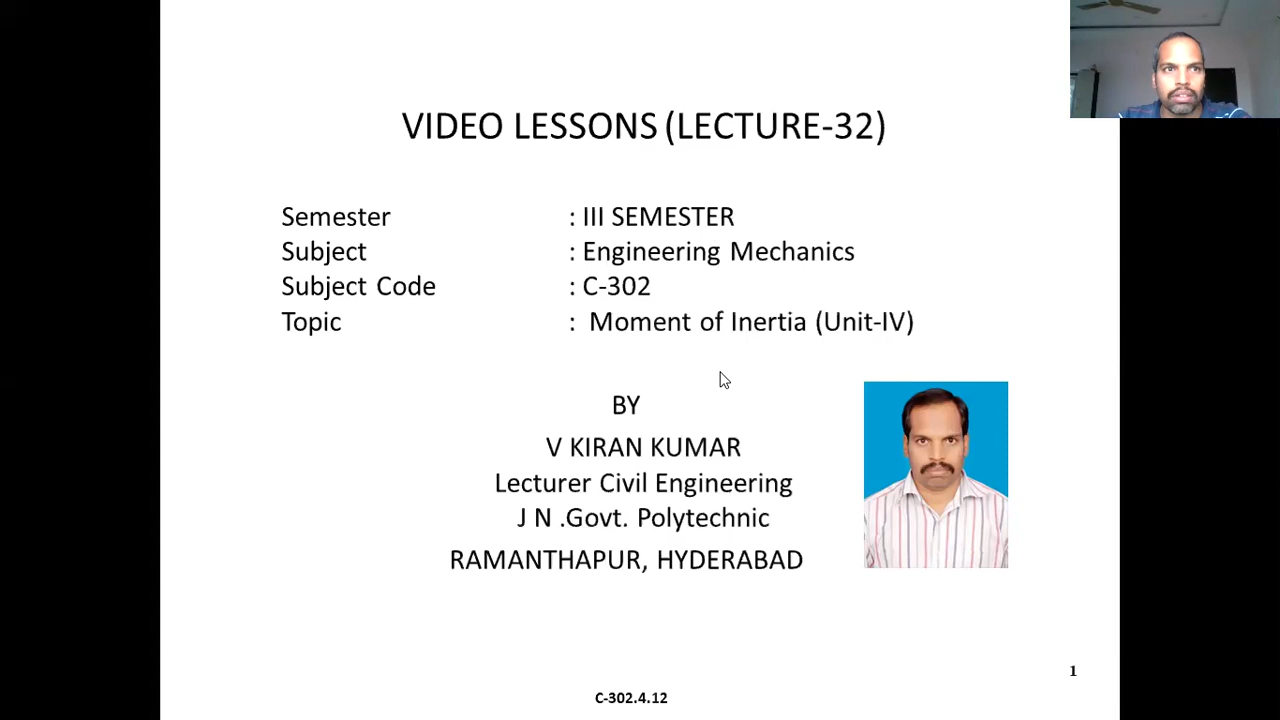 VIDEO LESSONS (LECTURE-32)
Semester : III SEMESTER
Subject : Engineering Mechanics
Subject Code : C-302
Topic : Moment of Inertia (Unit-IV)
BY
V KIRAN KUMAR
Lecturer Civil Engineering
J N .Govt. Polytechnic
RAMANTHAPUR, HYDERABAD
1
C-302.4.12